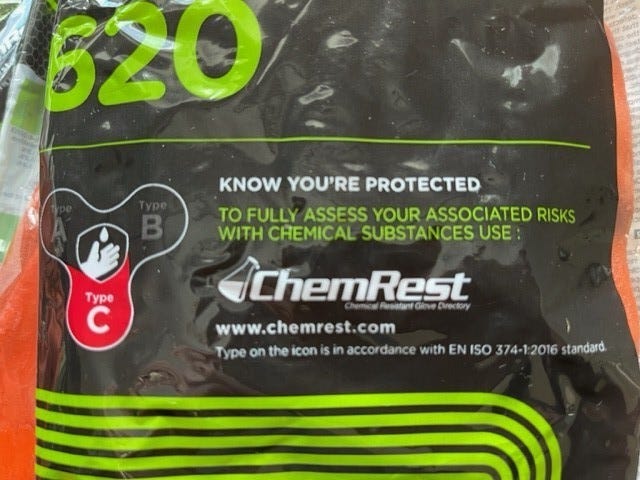 620
KNOW YOU'RE PROTECTED
TO FULLY ASSESS YOUR ASSOCIATED RISKS
WITH CHEMICAL SUBSTANCES USE :
Type
A
Type
B
Type
C
ChemRest
Chemical Resistant Glove Directory
www.chemrest.com
Type on the icon is in accordance with EN ISO 374-1:2016 standard.